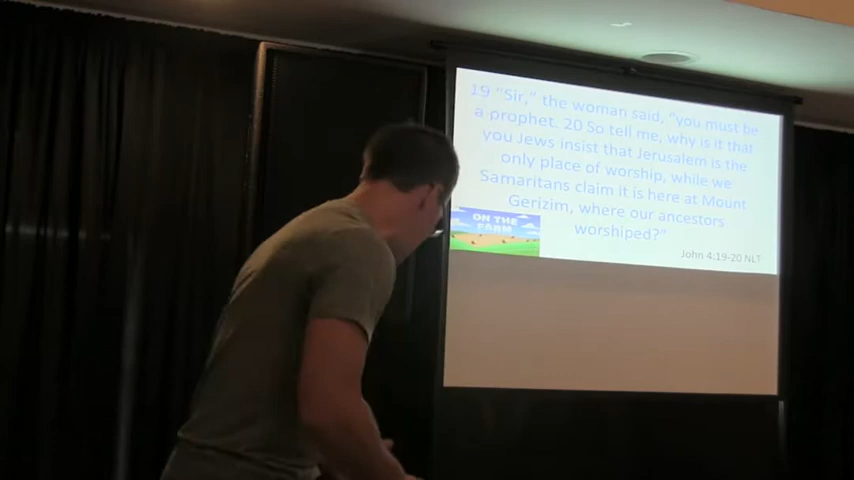 19 “Sir,” the woman said, “you must be
a prophet. 20 So tell me, why is it that
you Jews insist that Jerusalem is the
only place of worship, while we
Samaritans claim it is here at Mount
Gerizim, where our ancestors
worshiped?”
ON THE
FARM
John 4:19-20 NLT